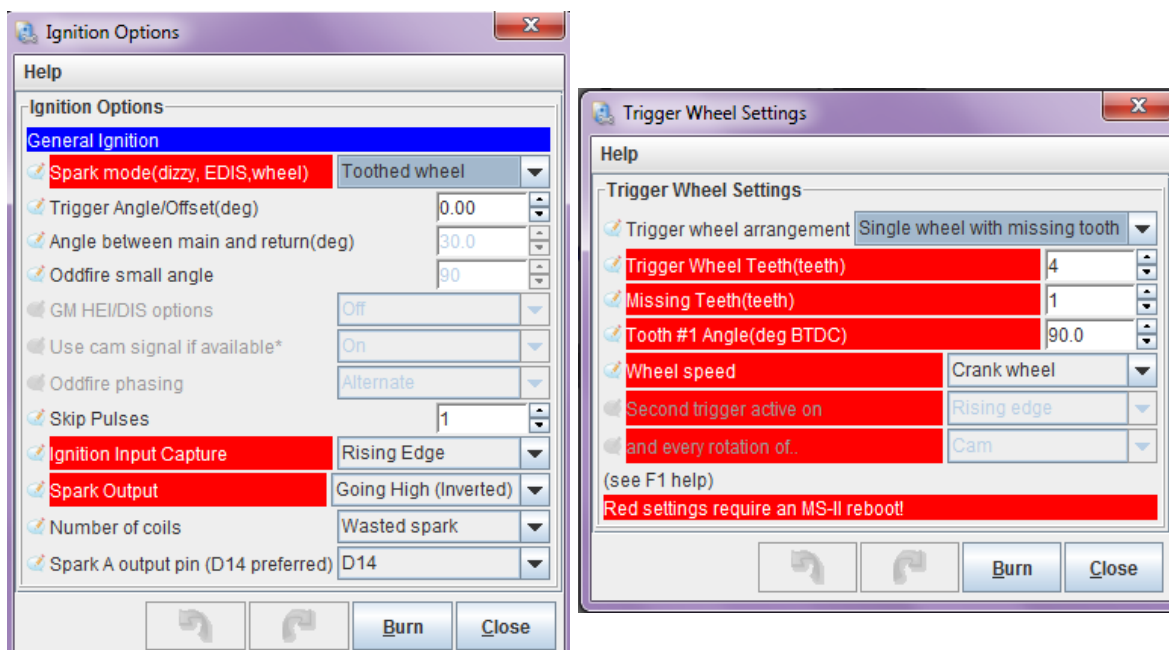 Ignition Options
Help
Ignition Options
General Ignition
Spark mode(dizzy, EDIS,wheel) Toothed wheel
Trigger Angle/Offset(deg) 0.00
Angle between main and return(deg) 30.0
Oddfire small angle 90
GM HEI/DIS options Off
Use cam signal if available* On
Oddfire phasing Alternate
Skip Pulses 1
Ignition Input Capture Rising Edge
Spark Output Going High (Inverted)
Number of coils Wasted spark
Spark A output pin (D14 preferred) D14
Burn Close
Trigger Wheel Settings
Help
Trigger Wheel Settings
Trigger wheel arrangement Single wheel with missing tooth
Trigger Wheel Teeth(teeth) 4
Missing Teeth(teeth) 1
Tooth #1 Angle(deg BTDC) 90.0
Wheel speed Crank wheel
Second trigger active on Rising edge
and every rotation of.. Cam
(see F1 help)
Red settings require an MS-II reboot!
Burn Close